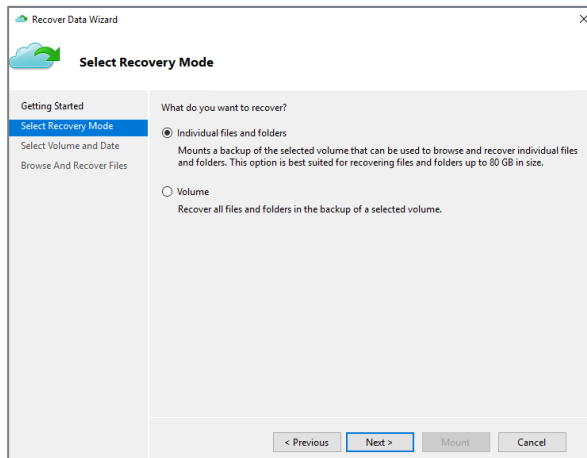 Recover Data Wizard
Select Recovery Mode
Getting Started
Select Recovery Mode
Select Volume and Date
Browse And Recover Files
What do you want to recover?
Individual files and folders
Mounts a backup of the selected volume that can be used to browse and recover individual files
and folders. This option is best suited for recovering files and folders up to 80 GB in size.
Volume
Recover all files and folders in the backup of a selected volume.
< Previous
Next >
Mount
Cancel